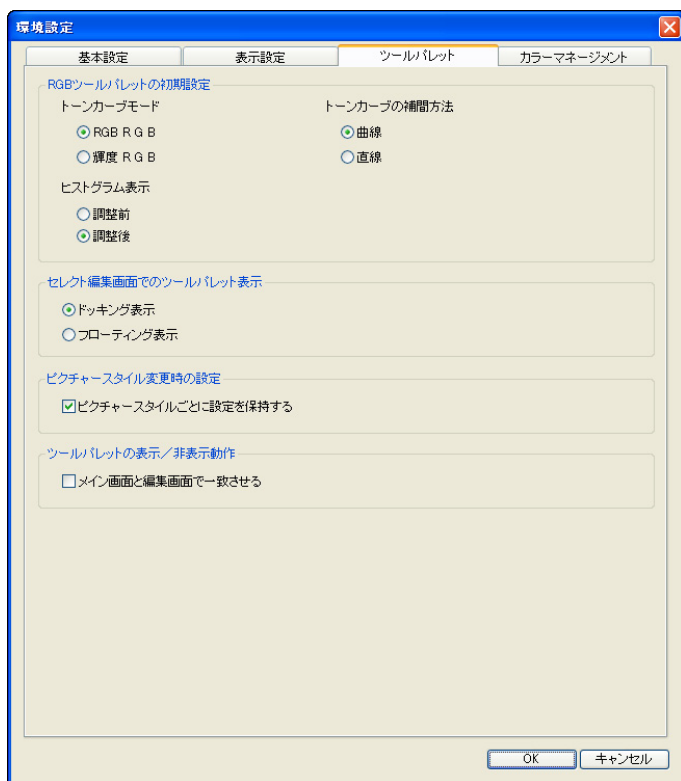 環境設定
基本設定 表示設定 ツールパレット カラーマネージメント
RGBツールパレットの初期設定
トーンカーブモード トーンカーブの補間方法
RGB R G B 曲線
輝度 R G B 直線
ヒストグラム表示
調整前
調整後
セレクト編集画面でのツールパレット表示
ドッキング表示
フローティング表示
ピクチャースタイル変更時の設定
ピクチャースタイルごとに設定を保持する
ツールパレットの表示／非表示動作
メイン画面と編集画面で一致させる
OK キャンセル